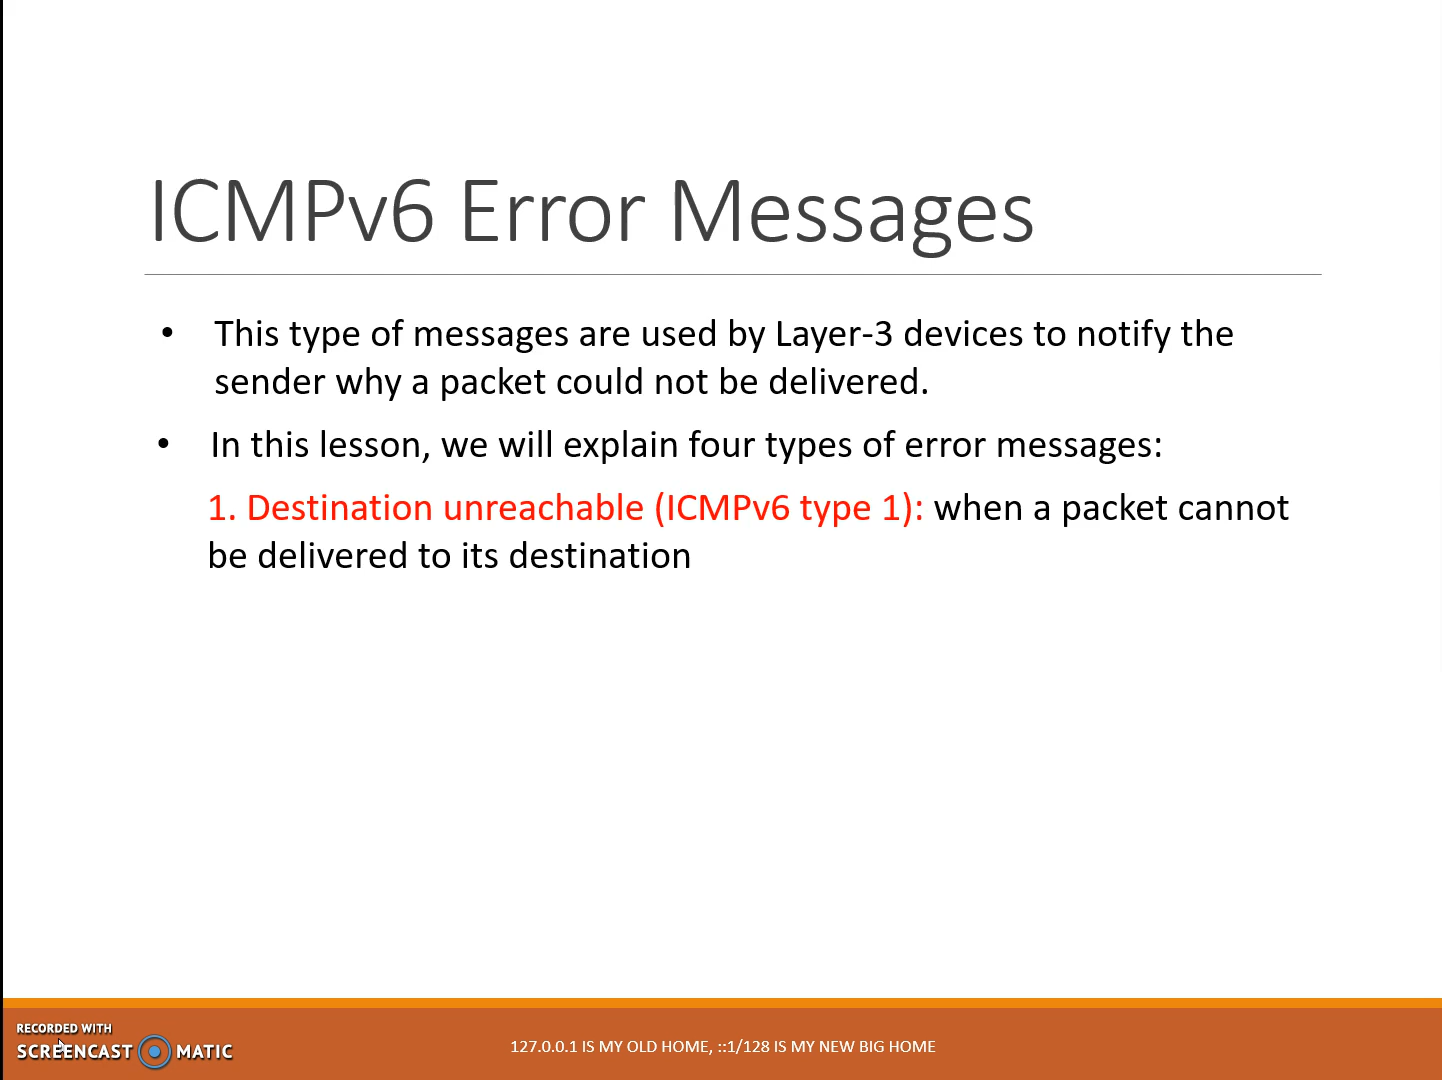 ICMPv6 Error Messages
• This type of messages are used by Layer-3 devices to notify the
sender why a packet could not be delivered.
• In this lesson, we will explain four types of error messages:
1. Destination unreachable (ICMPv6 type 1): when a packet cannot
be delivered to its destination
RECORDED WITH
SCREENCAST MATIC
127.0.0.1 IS MY OLD HOME, ::1/128 IS MY NEW BIG HOME